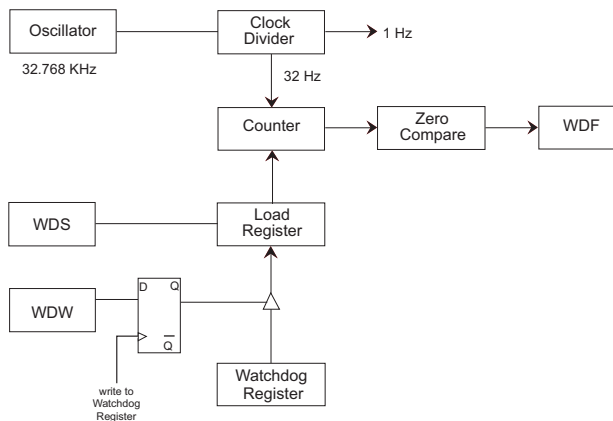 Oscillator
32.768 KHz
Clock
Divider
1 Hz
32 Hz
Counter
Zero
Compare
WDF
WDS
Load
Register
WDW
D
Q
Q
write to
Watchdog
Register
Watchdog
Register